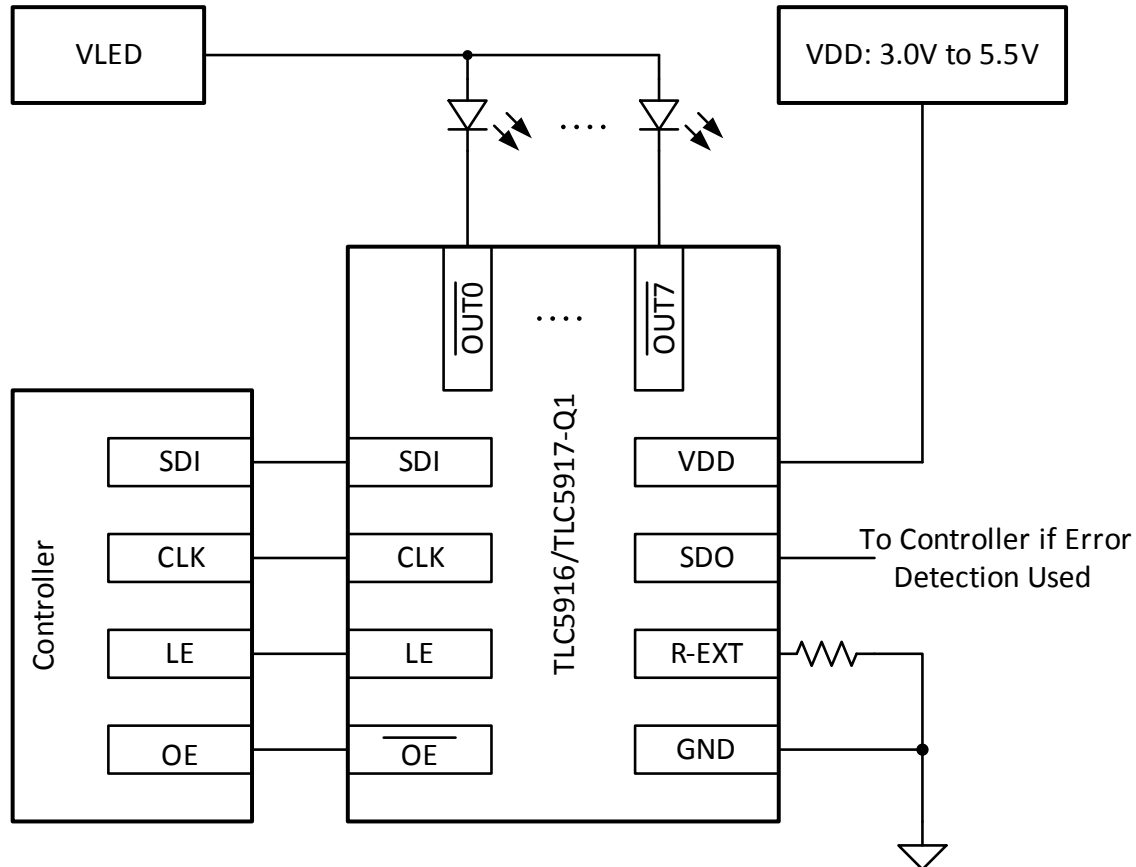 VLED
VDD: 3.0V to 5.5V
....
OUT0
....
OUT7
TLC5916/TLC5917-Q1
Controller
SDI
SDI
VDD
CLK
CLK
SDO
To Controller if Error
Detection Used
LE
LE
R-EXT
OE
OE
GND